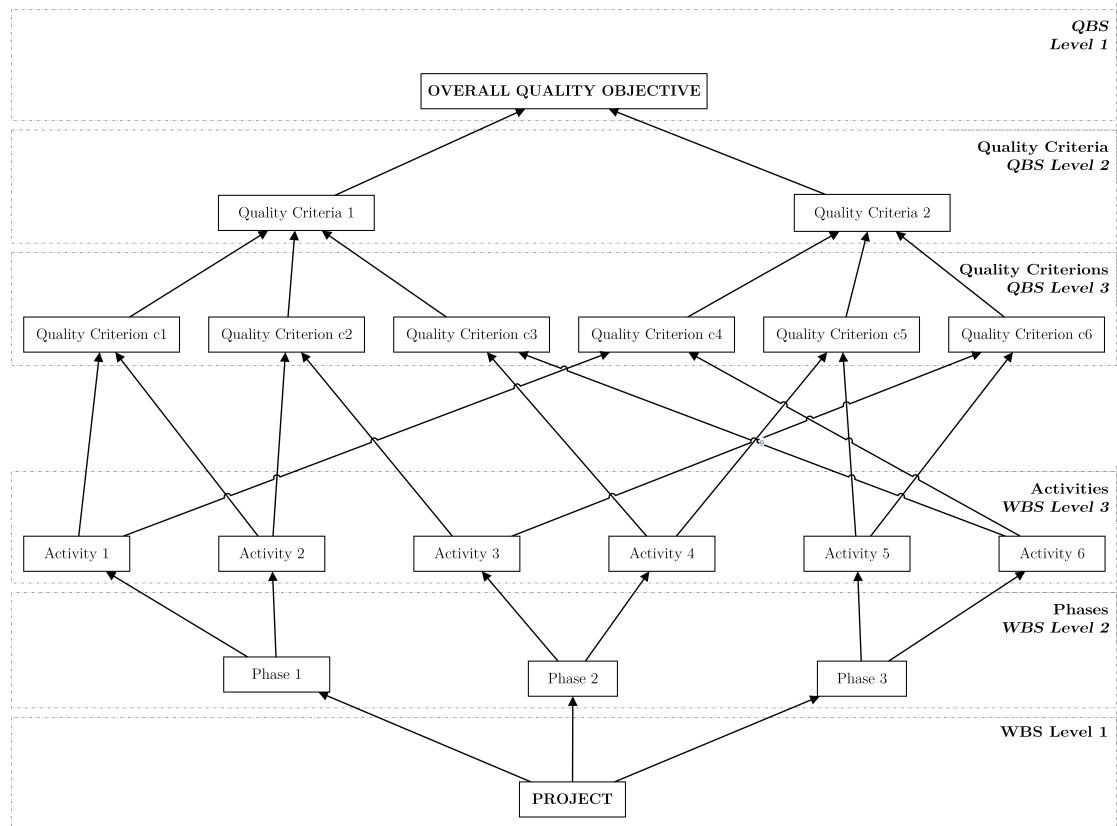 QBS
Level 1
OVERALL QUALITY OBJECTIVE
Quality Criteria
QBS Level 2
Quality Criteria 1
Quality Criteria 2
Quality Criterions
QBS Level 3
Quality Criterion c1
Quality Criterion c2
Quality Criterion c3
Quality Criterion c4
Quality Criterion c5
Quality Criterion c6
Activities
WBS Level 3
Activity 1
Activity 2
Activity 3
Activity 4
Activity 5
Activity 6
Phases
WBS Level 2
Phase 1
Phase 2
Phase 3
WBS Level 1
PROJECT